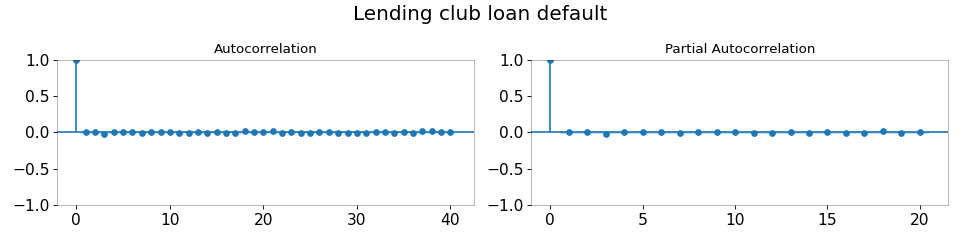 Lending club loan default
Autocorrelation
Partial Autocorrelation
1.0
0.5
0.0
−0.5
−1.0
0 10 20 30 40
1.0
0.5
0.0
−0.5
−1.0
0 5 10 15 20